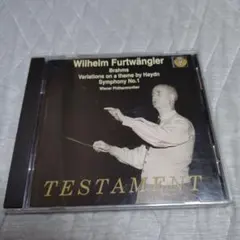 Wilhelm Furtwängler
Brahms
Variations on a theme by Haydn
Symphony No.1
Wiener Philharmoniker
TESTAMENT